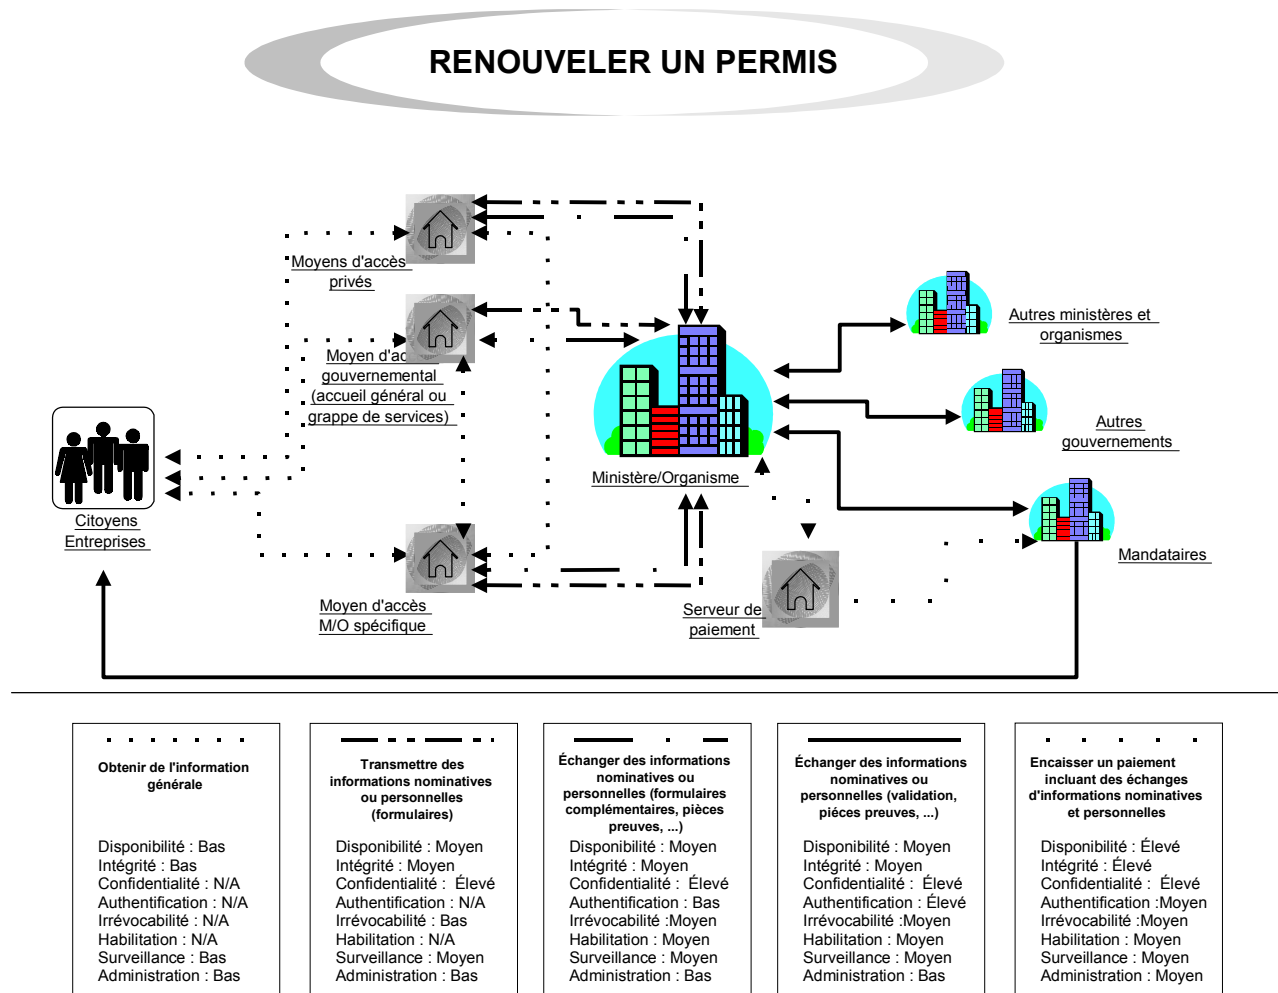 RENOUVELER UN PERMIS
Moyens d'accès
privés
Moyen d'ac
gouvernemental
(accueil général ou
grappe de services)
Autres ministères et
organismes
Autres
gouvernements
Ministère/Organisme
Citoyens
Entreprises
Mandataires
Moyen d'accès
M/O spécifique
Serveur de
paiement
Obtenir de l'information
générale
Disponibilité : Bas
Intégrité : Bas
Confidentialité : N/A
Authentification : N/A
Irrévocabilité : N/A
Habilitation : N/A
Surveillance : Bas
Administration : Bas
Transmettre des
informations nominatives
ou personnelles
(formulaires)
Disponibilité : Moyen
Intégrité : Moyen
Confidentialité : Élevé
Authentification : N/A
Irrévocabilité : Bas
Habilitation : N/A
Surveillance : Moyen
Administration : Bas
Échanger des informations
nominatives ou
personnelles (formulaires
complémentaires, pièces
preuves, ...)
Disponibilité : Moyen
Intégrité : Moyen
Confidentialité : Élevé
Authentification : Bas
Irrévocabilité :Moyen
Habilitation : Moyen
Surveillance : Moyen
Administration : Bas
Échanger des informations
nominatives ou
personnelles (validation,
piéces preuves, ...)
Disponibilité : Moyen
Intégrité : Moyen
Confidentialité : Élevé
Authentification : Élevé
Irrévocabilité :Moyen
Habilitation : Moyen
Surveillance : Moyen
Administration : Bas
Encaisser un paiement
incluant des échanges
d'informations nominatives
et personnelles
Disponibilité : Élevé
Intégrité : Élevé
Confidentialité : Élevé
Authentification :Moyen
Irrévocabilité :Moyen
Habilitation : Moyen
Surveillance : Moyen
Administration : Moyen